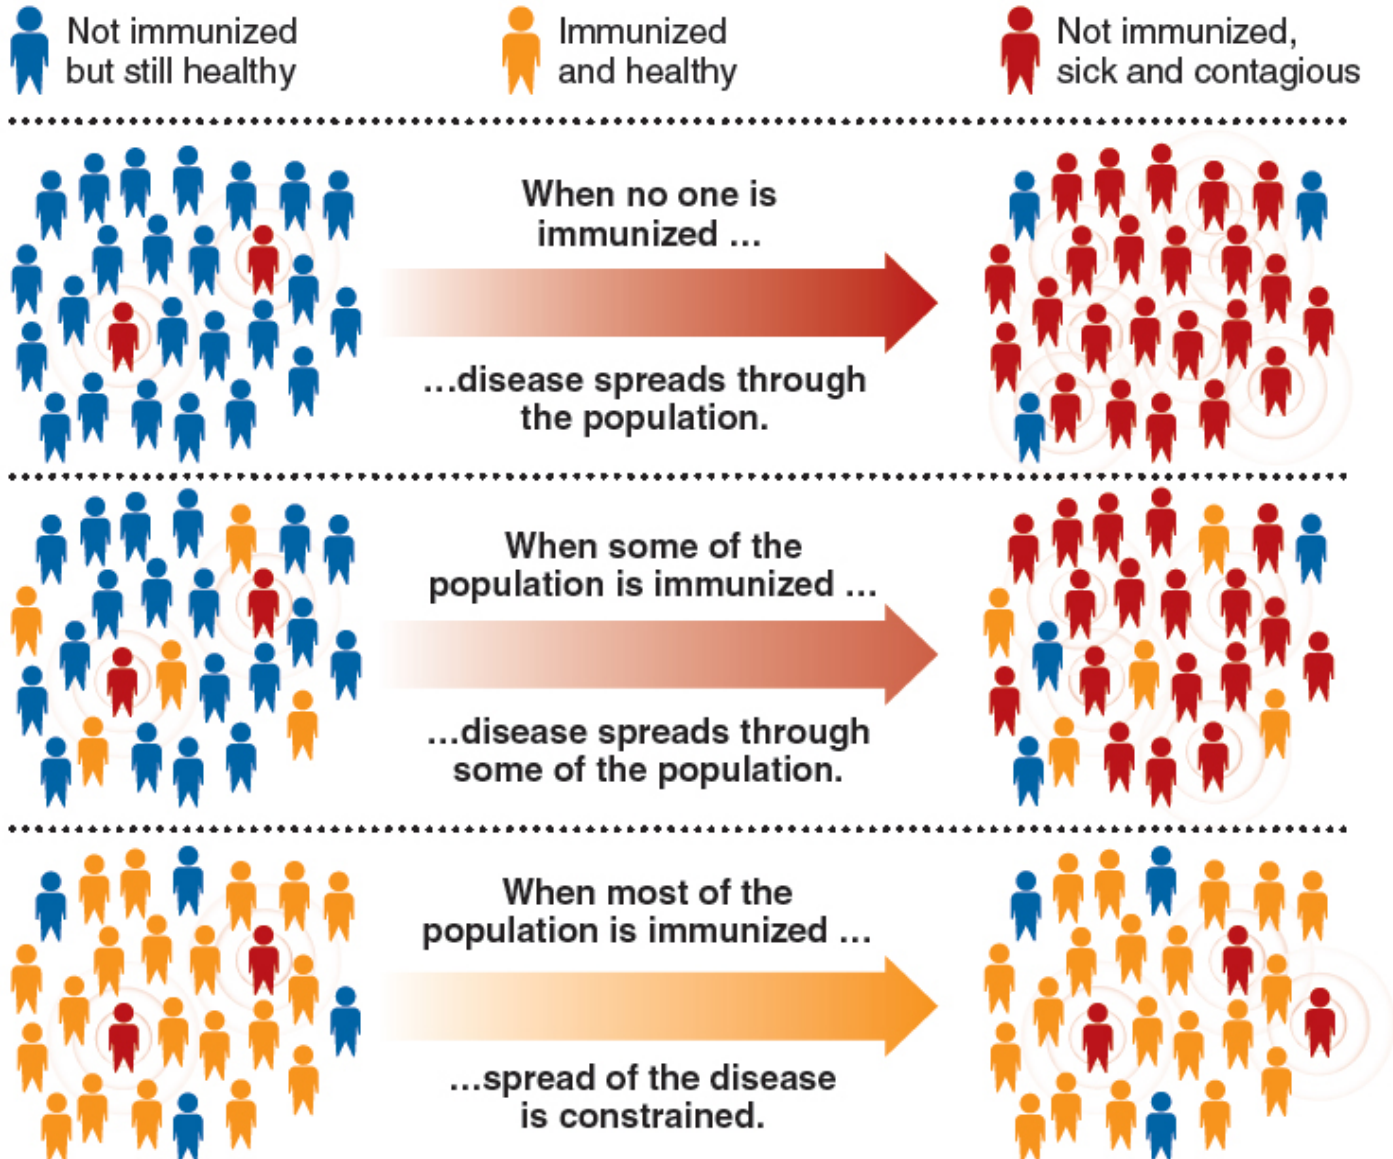 Not immunized
but still healthy
Immunized
and healthy
Not immunized,
sick and contagious
When no one is
immunized ...
...disease spreads through
the population.
When some of the
population is immunized ...
...disease spreads through
some of the population.
When most of the
population is immunized ...
...spread of the disease
is constrained.